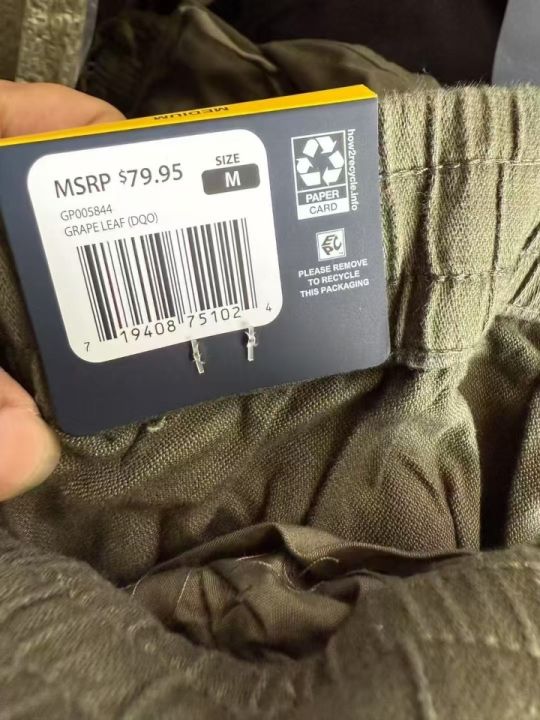 MEDIUM
MSRP $79.95
SIZE
M
GP005844
GRAPE LEAF (DQO)
7 19408 75102 4
PAPER
CARD
how2recycle.info
PLEASE REMOVE
TO RECYCLE
THIS PACKAGING